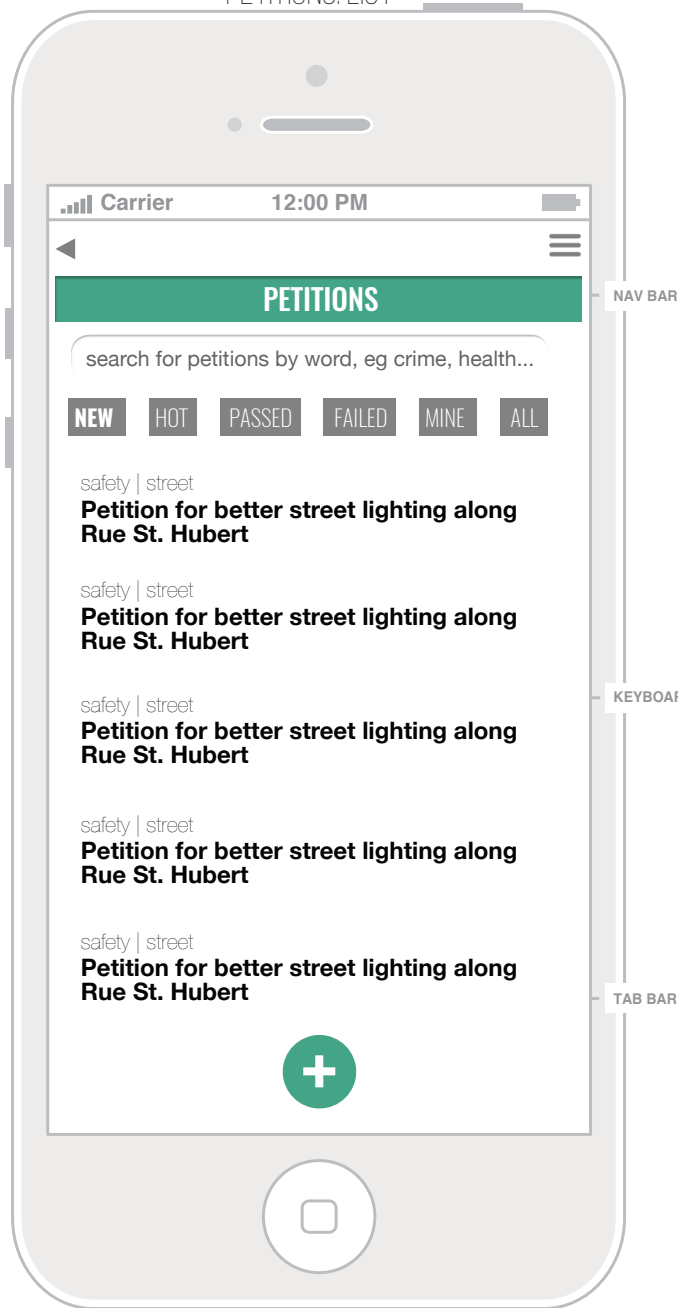 PETITIONS: LIST
Carrier 12:00 PM
PETITIONS
NAV BAR
search for petitions by word, eg crime, health...
NEW HOT PASSED FAILED MINE ALL
safety | street
Petition for better street lighting along
Rue St. Hubert
safety | street
Petition for better street lighting along
Rue St. Hubert
safety | street
KEYBOAR
Petition for better street lighting along
Rue St. Hubert
safety | street
Petition for better street lighting along
Rue St. Hubert
safety | street
Petition for better street lighting along
Rue St. Hubert
TAB BAR